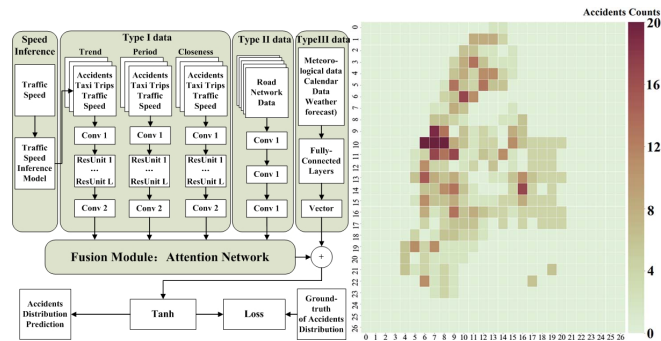 Speed
Inference
Type I data
Type II data
TypeIII data
Trend
Period
Closeness
Traffic
Speed
Traffic
Speed
Inference
Model
Accidents
Taxi Trips
Traffic
Speed
Conv 1
ResUnit 1
...
ResUnit L
Conv 2
Accidents
Taxi Trips
Traffic
Speed
Conv 1
ResUnit 1
...
ResUnit L
Conv 2
Accidents
Taxi Trips
Traffic
Speed
Conv 1
ResUnit 1
...
ResUnit L
Conv 2
Road
Network
Data
Conv 1
Conv 1
Conv 1
Meteoro-
logical data
Calendar
Data
Weather
forecast)
Fully-
Connected
Layers
Vector
Fusion Module: Attention Network
+
Accidents
Distribution
Prediction
Tanh
Loss
Ground-
truth
of Accidents
Distribution
Accidents Counts
20
16
12
8
4
0
0
1
2
3
4
5
6
7
8
9
10
11
12
13
14
15
16
17
18
19
20
21
22
23
24
25
26
0 1 2 3 4 5 6 7 8 9 10 11 12 13 14 15 16 17 18 19 20 21 22 23 24 25 26